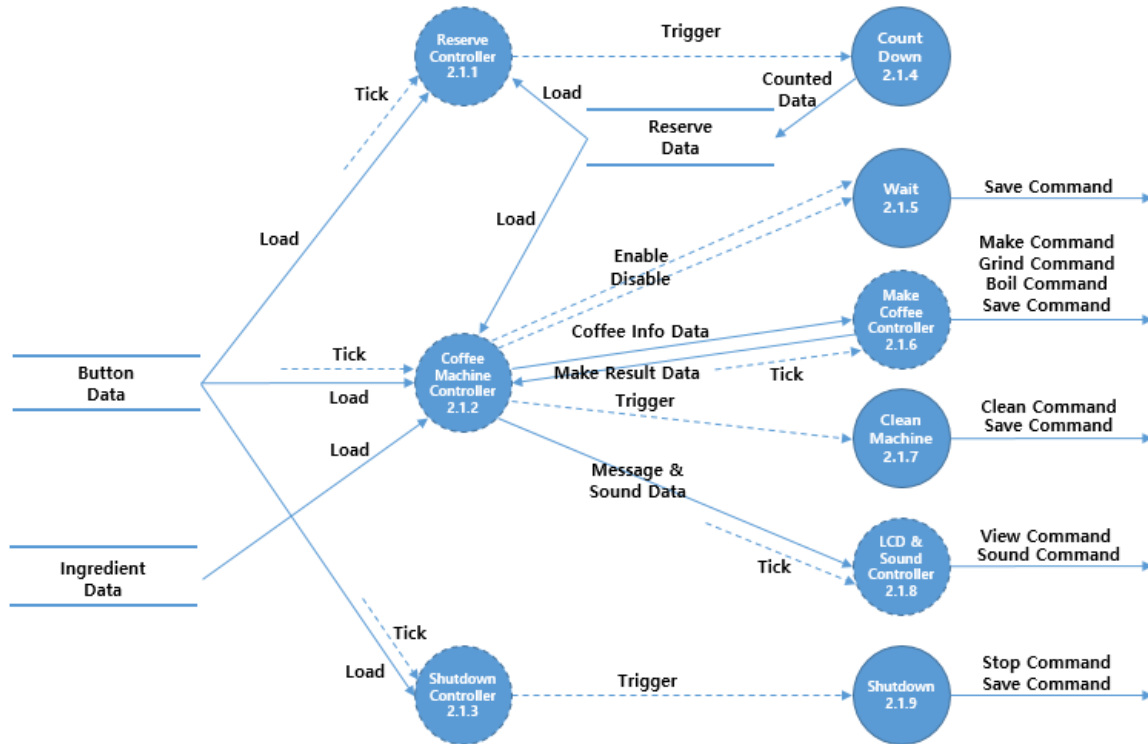 Reserve
Controller
2.1.1
Trigger
Count
Down
2.1.4
Tick
Load
Counted
Data
Reserve
Data
Load
Load
Wait
2.1.5
Save Command
Enable
Disable
Make Command
Grind Command
Boil Command
Save Command
Make
Coffee
Controller
2.1.6
Coffee Info Data
Button
Data
Tick
Load
Coffee
Machine
Controller
2.1.2
Make Result Data
Tick
Trigger
Clean
Machine
2.1.7
Clean Command
Save Command
Load
Message &
Sound Data
Ingredient
Data
LCD &
Sound
Controller
2.1.8
Tick
View Command
Sound Command
Tick
Load
Shutdown
Controller
2.1.3
Trigger
Shutdown
2.1.9
Stop Command
Save Command